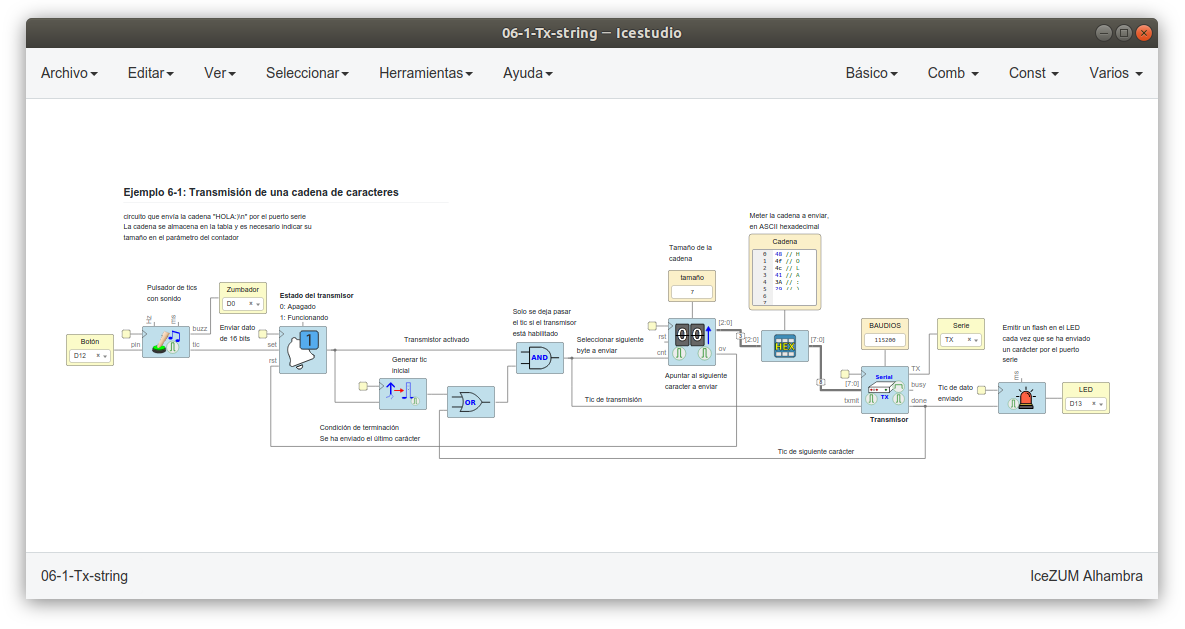 06-1-Tx-string — Icestudio
Archivo Editar Ver Seleccionar Herramientas Ayuda Básico Comb Const Varios
Ejemplo 6-1: Transmisión de una cadena de caracteres
circuito que envía la cadena "HOLA:)\n" por el puerto serie
La cadena se almacena en la tabla y es necesario indicar su
tamaño en el parámetro del contador
Meter la cadena a enviar,
en ASCII hexadecimal
Cadena
0 48 // H
1 4f // O
2 4c // L
3 41 // A
4 3A // :
5 29 // )
6
7
Tamaño de la
cadena
tamaño
7
Pulsador de tics
con sonido
Zumbador
D0
Estado del transmisor
0: Apagado
1: Funcionando
Botón
D12
pin
Hz
ms
buzz
tic
Enviar dato
de 16 bits
set
rst
1
Transmistor activado
Generar tic
inicial
OR
Solo se deja pasar
el tic si el transmisor
está habilitado
AND
Seleccionar siguiente
byte a enviar
rst
cnt
00
[2:0]
ov
Apuntar al siguiente
caracter a enviar
3
[2:0]
HEX
[7:0]
8
BAUDIOS
115200
Serie
TX
[7:0]
txmit
Serial
TX
TX
busy
done
Transmisor
Emitir un flash en el LED
cada vez que se ha enviado
un carácter por el puerto
serie
Tic de dato
enviado
ms
LED
D13
Tic de transmisión
Condición de terminación
Se ha enviado el último carácter
Tic de siguiente carácter
06-1-Tx-string
IceZUM Alhambra